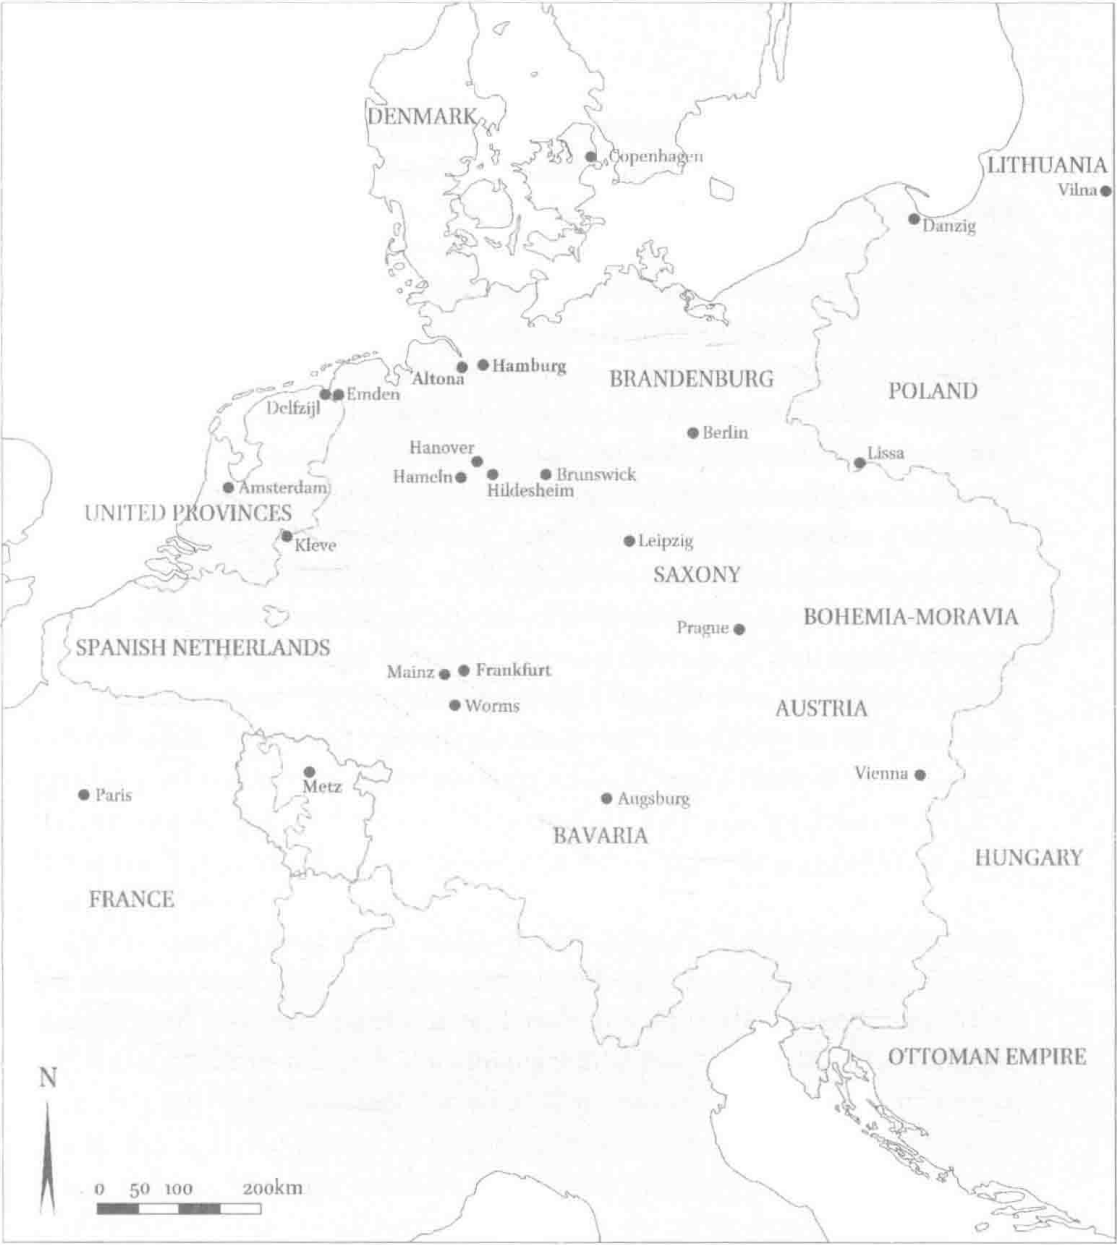 DENMARK
Copenhagen
LITHUANIA
Vilna
Danzig
Hamburg
Altona
BRANDENBURG
POLAND
Delfzijl
Emden
Berlin
Hanover
Lissa
Hameln
Hildesheim
Brunswick
Amsterdam
UNITED PROVINCES
Kleve
Leipzig
SAXONY
BOHEMIA-MORAVIA
Prague
SPANISH NETHERLANDS
Mainz
Frankfurt
Worms
AUSTRIA
Vienna
Metz
Paris
Augsburg
BAVARIA
HUNGARY
FRANCE
OTTOMAN EMPIRE
N
0 50 100 200km